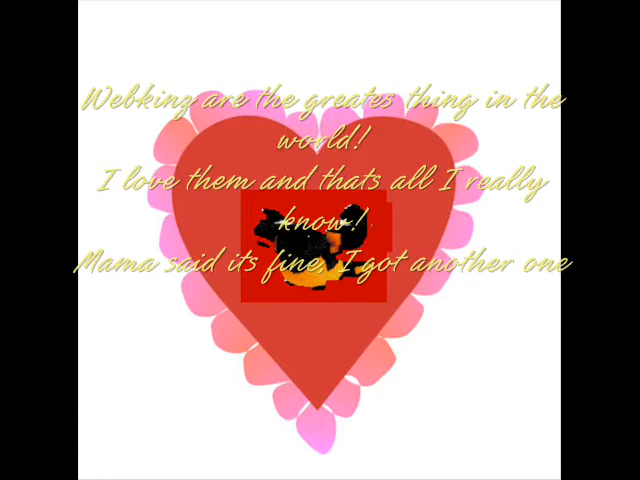 Webkinz are the greates thing in the
world!
I love them and thats all I really
know!
Mama said its fine, I got another one